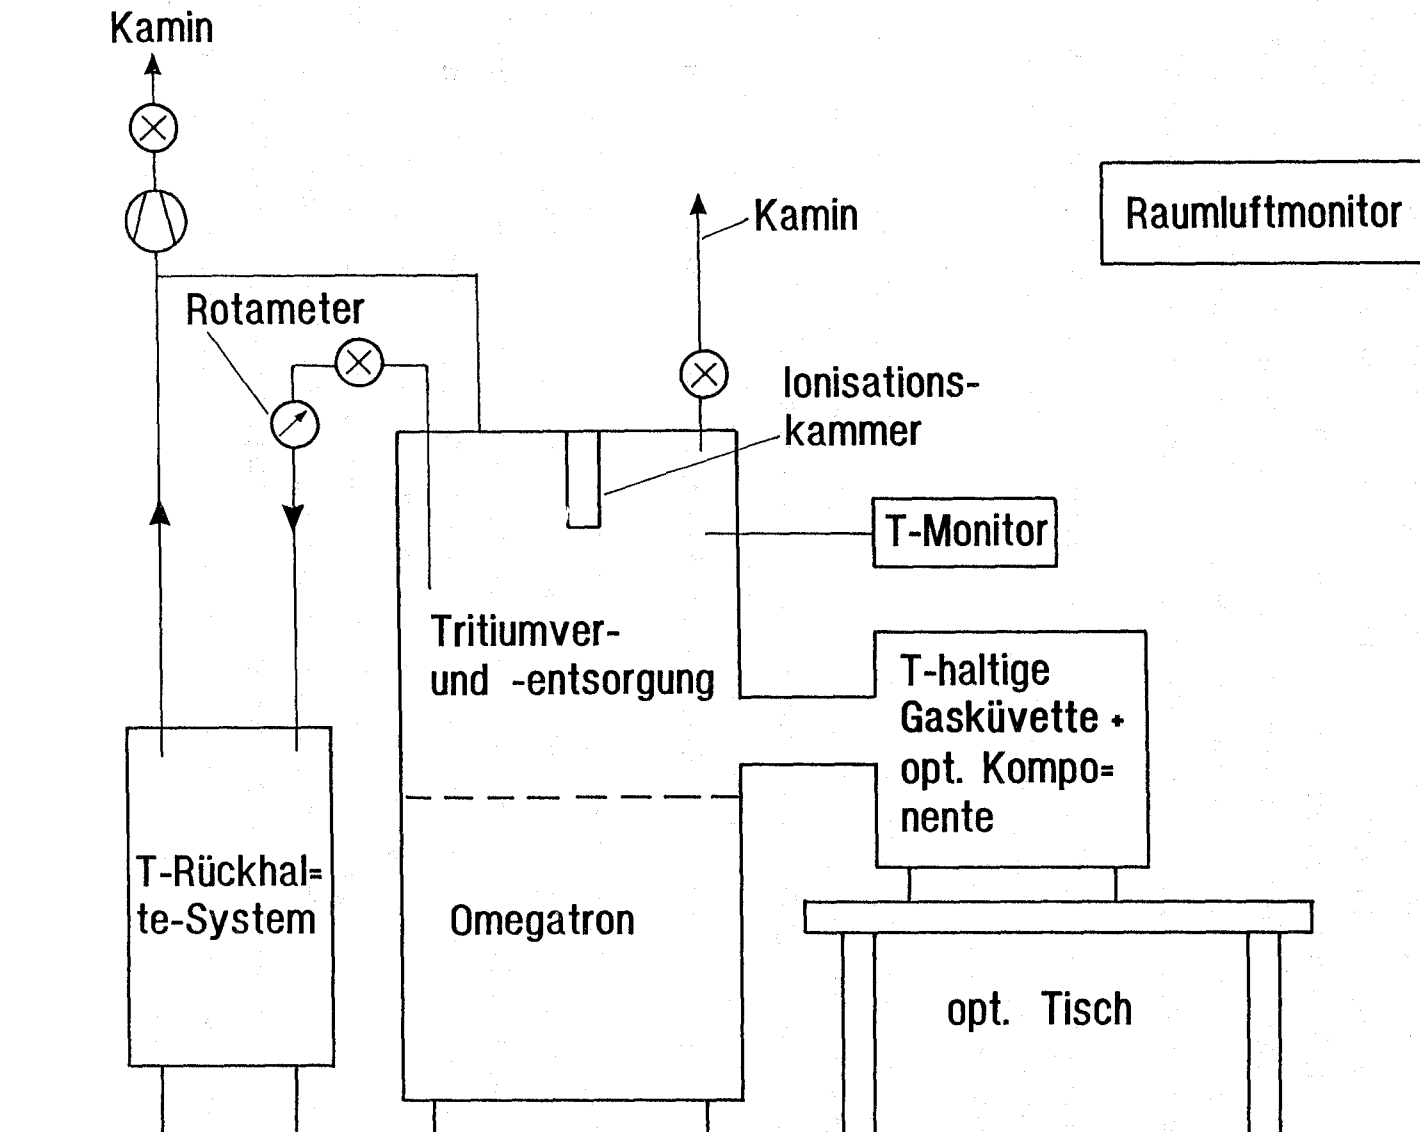 Kamin
Kamin
Raumluftmonitor
Rotameter
Ionisations-
kammer
T-Monitor
Tritiumver-
und -entsorgung
T-haltige
Gasküvette +
opt. Kompo=
nente
T-Rückhal=
te-System
Omegatron
opt. Tisch